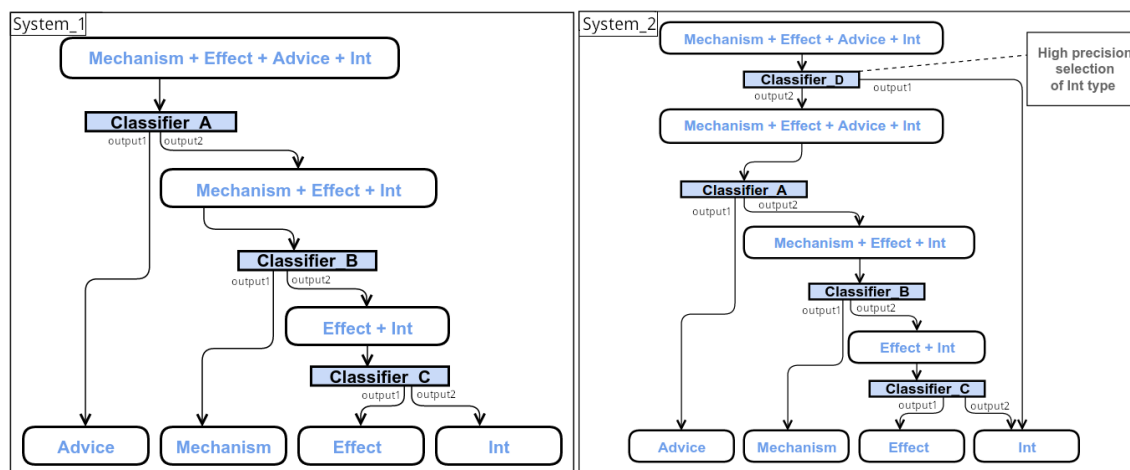 System_1
Mechanism + Effect + Advice + Int
Classifier_A
output1 output2
Mechanism + Effect + Int
Classifier_B
output1 output2
Effect + Int
Classifier_C
output1 output2
Advice Mechanism Effect Int
System_2
Mechanism + Effect + Advice + Int
High precision
selection
of Int type
Classifier_D
output2 output1
Mechanism + Effect + Advice + Int
Classifier_A
output1 output2
Mechanism + Effect + Int
Classifier_B
output1 output2
Effect + Int
Classifier_C
output1 output2
Advice Mechanism Effect Int